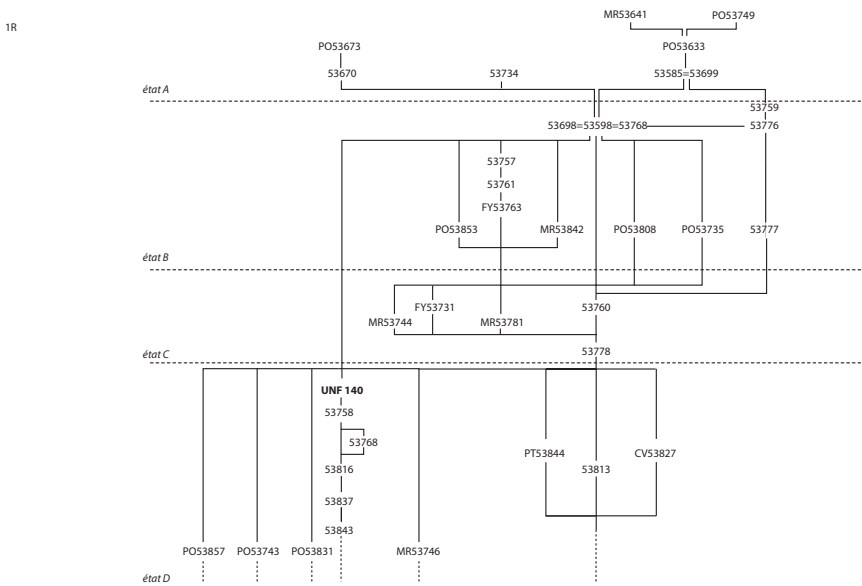 MR53641 PO53749
1R
PO53673 PO53633
53670 53734 53585=53699
état A
53759
53698=53598=53768 53776
53757
53761
FY53763
PO53853 MR53842 PO53808 PO53735 53777
état B
FY53731 53760
MR53744 MR53781
53778
état C
UNF 140
53758
53768
PT53844 CV53827
53816 53813
53837
53843
PO53857 PO53743 PO53831 MR53746
état D